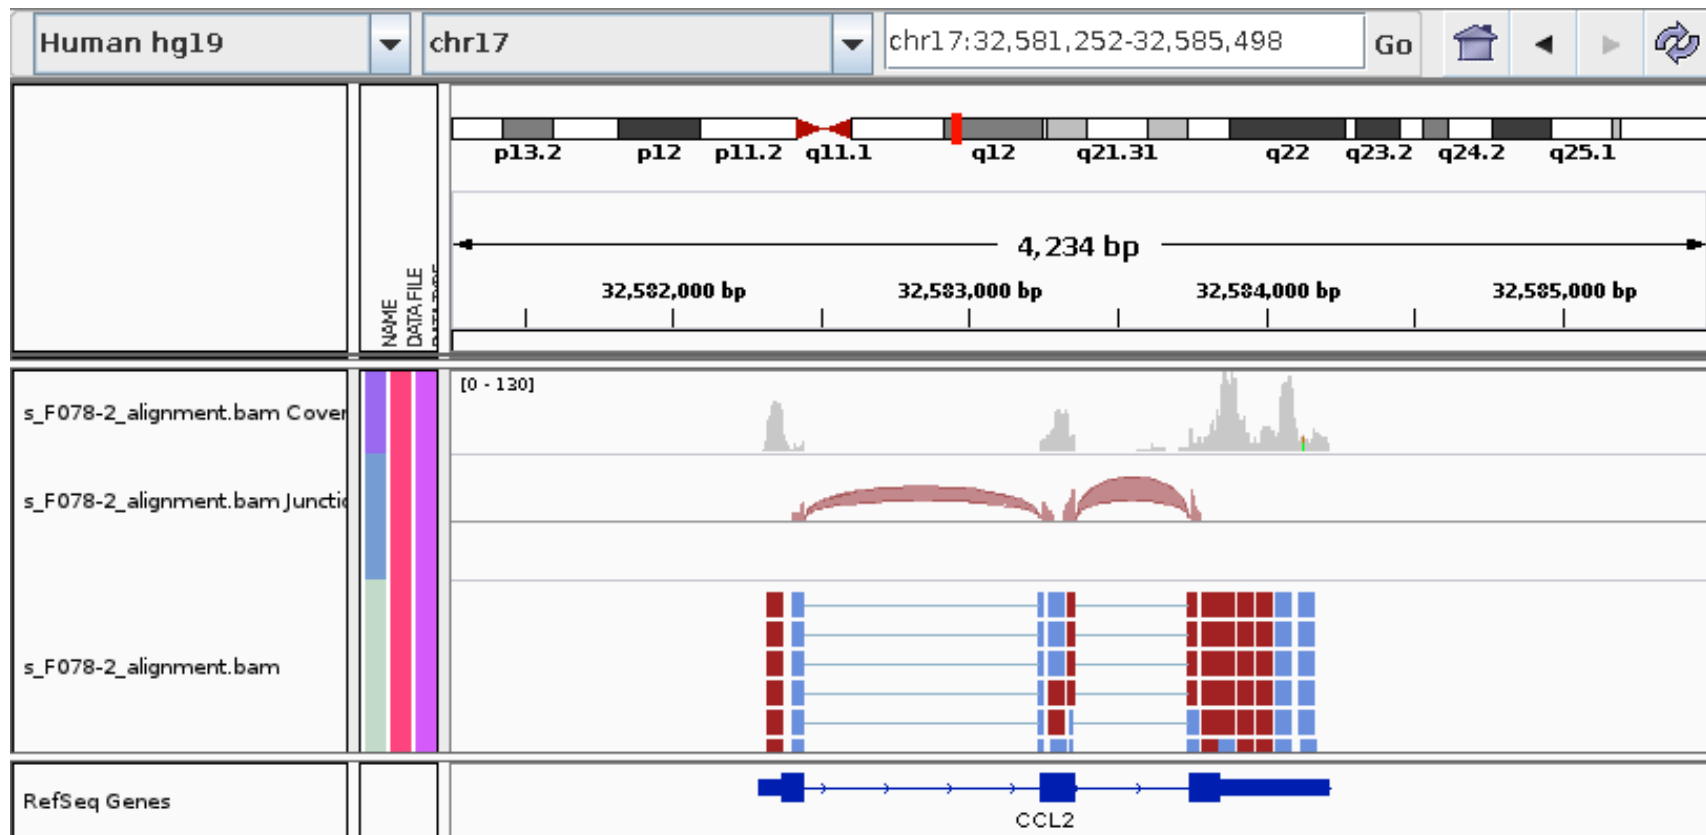 Human hg19
chr17
chr17:32,581,252-32,585,498
Go
p13.2 p12 p11.2 q11.1 q12 q21.31 q22 q23.2 q24.2 q25.1
4,234 bp
32,582,000 bp 32,583,000 bp 32,584,000 bp 32,585,000 bp
NAME
DATA FILE
[0 - 130]
s_F078-2_alignment.bam Cover
s_F078-2_alignment.bam Junctio
s_F078-2_alignment.bam
RefSeq Genes
CCL2